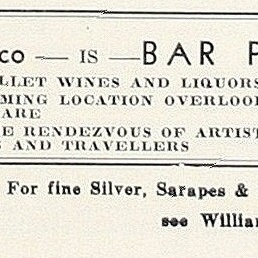 co — IS — BAR P
LLET WINES AND LIQUORS
MING LOCATION OVERLOO
ARE
E RENDEZVOUS OF ARTIST
S AND TRAVELLERS
For fine Silver, Sarapes &
see William